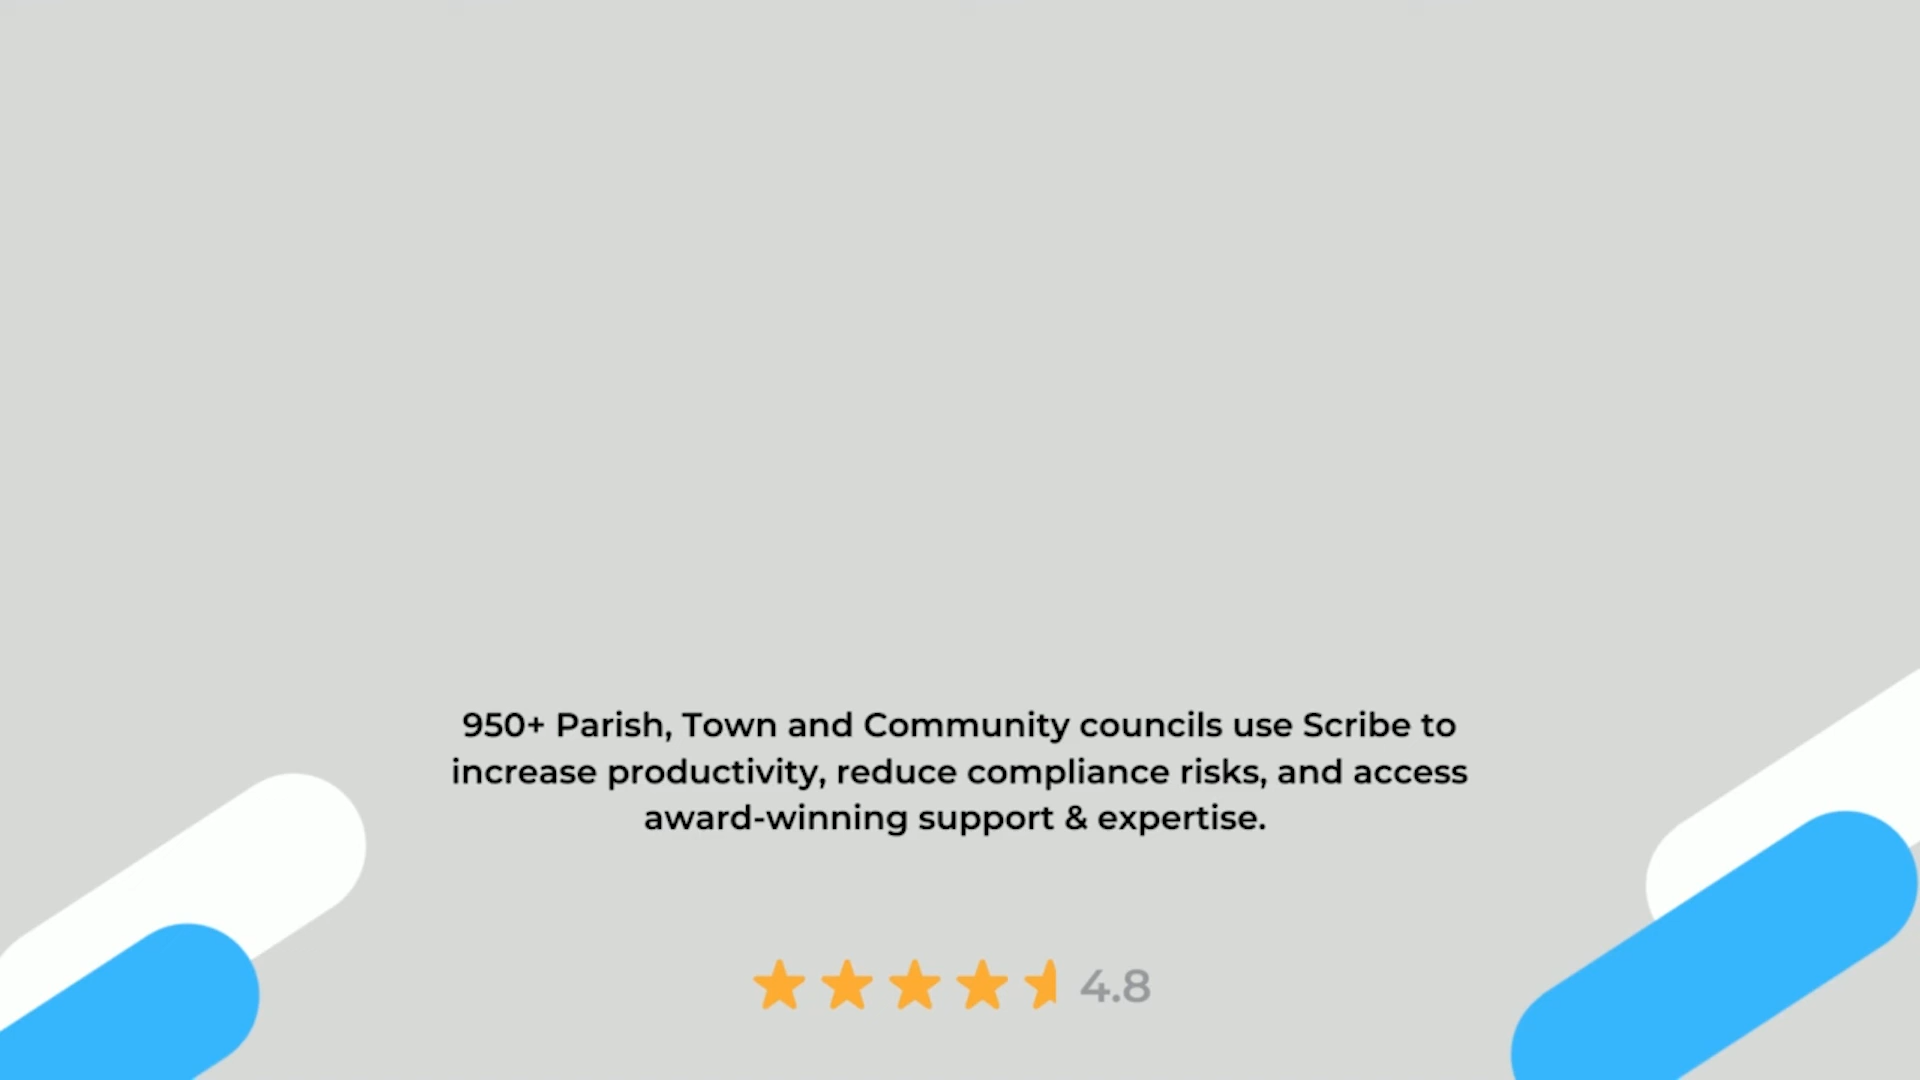 950+ Parish, Town and Community councils use Scribe to
increase productivity, reduce compliance risks, and access
award-winning support & expertise.
4.8